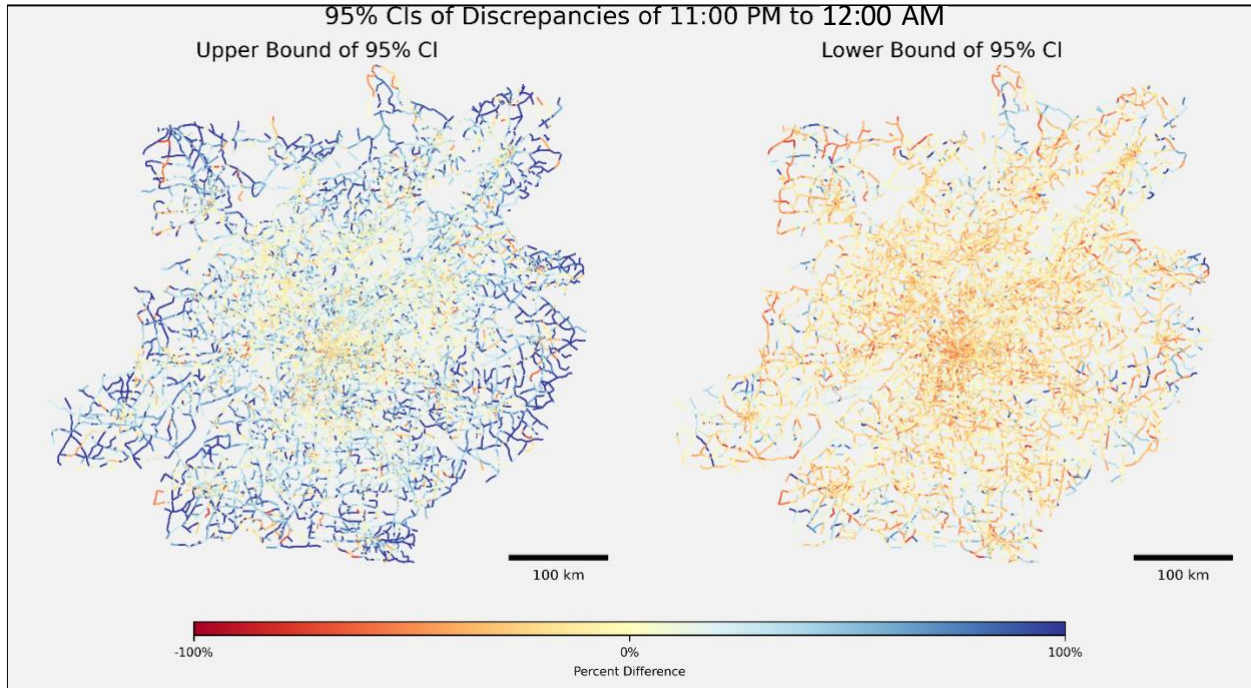 95% CIs of Discrepancies of 11:00 PM to 12:00 AM
Upper Bound of 95% CI
Lower Bound of 95% CI
100 km
100 km
-100%
0%
100%
Percent Difference